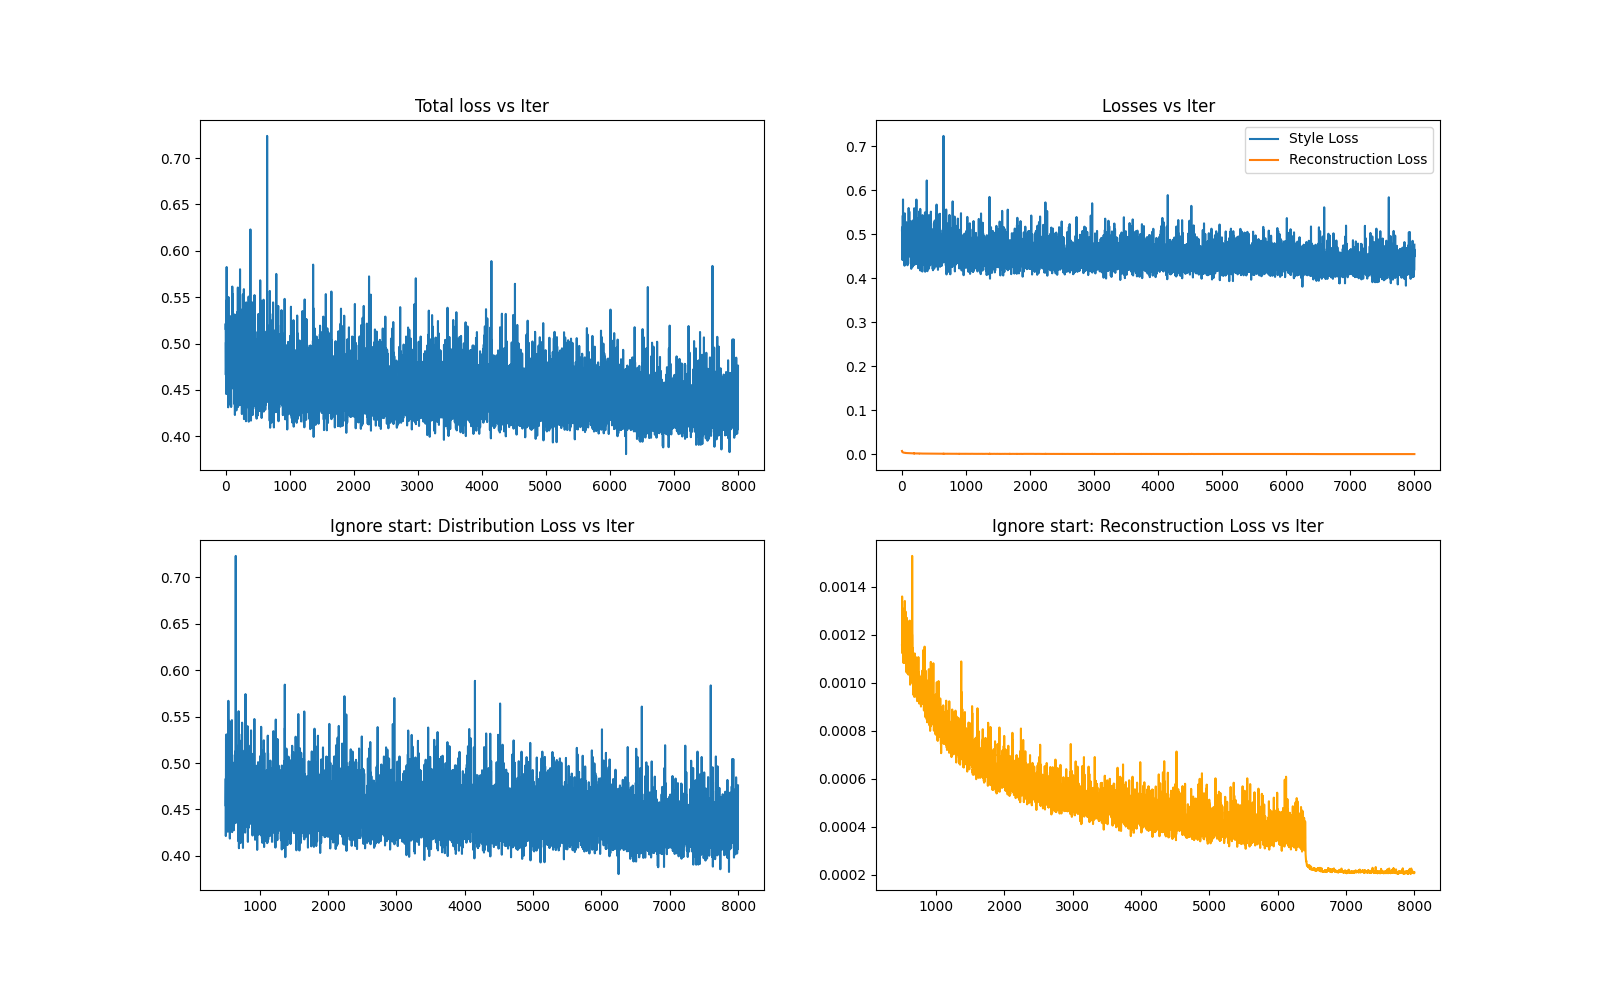 Total loss vs Iter
0.70
0.65
0.60
0.55
0.50
0.45
0.40
0 1000 2000 3000 4000 5000 6000 7000 8000
Losses vs Iter
Style Loss
Reconstruction Loss
0.7
0.6
0.5
0.4
0.3
0.2
0.1
0.0
0 1000 2000 3000 4000 5000 6000 7000 8000
Ignore start: Distribution Loss vs Iter
0.70
0.65
0.60
0.55
0.50
0.45
0.40
1000 2000 3000 4000 5000 6000 7000 8000
Ignore start: Reconstruction Loss vs Iter
0.0014
0.0012
0.0010
0.0008
0.0006
0.0004
0.0002
1000 2000 3000 4000 5000 6000 7000 8000